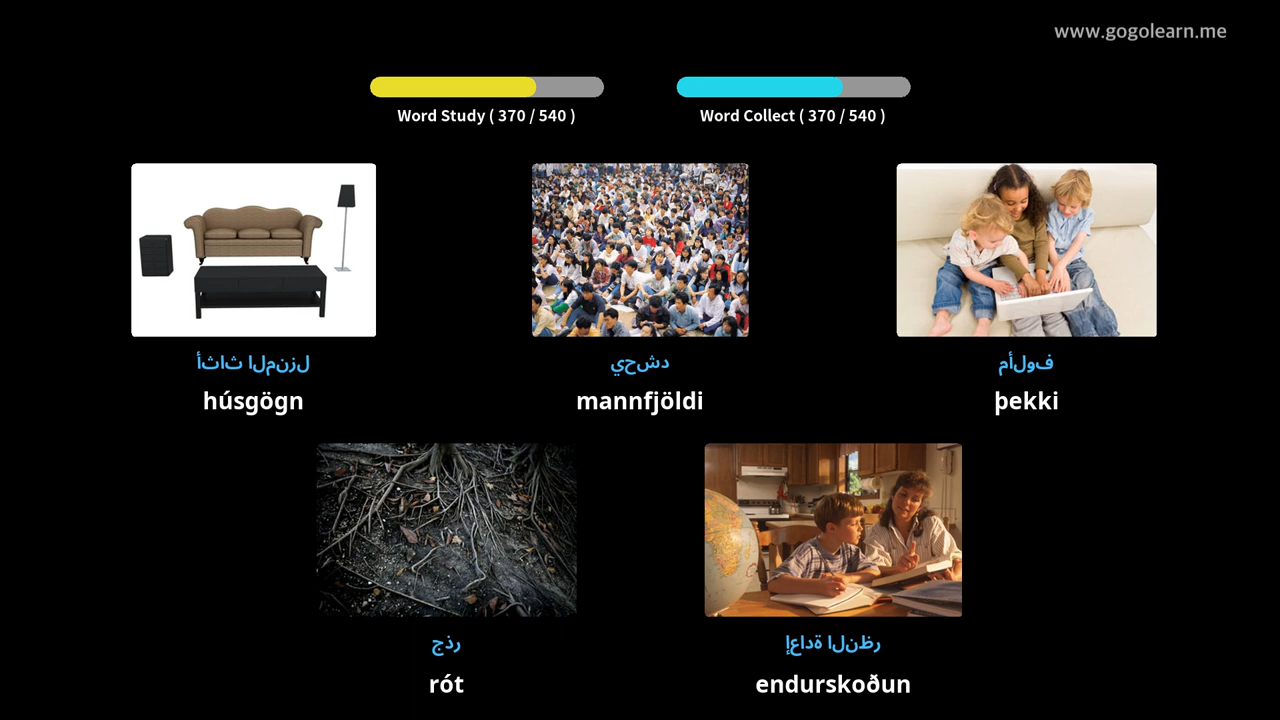 www.gogolearn.me
Word Study ( 370 / 540 )
Word Collect ( 370 / 540 )
أثاث المنزل
húsgögn
يحشد
mannfjöldi
مألوف
þekki
جذر
rót
إعادة النظر
endurskoðun